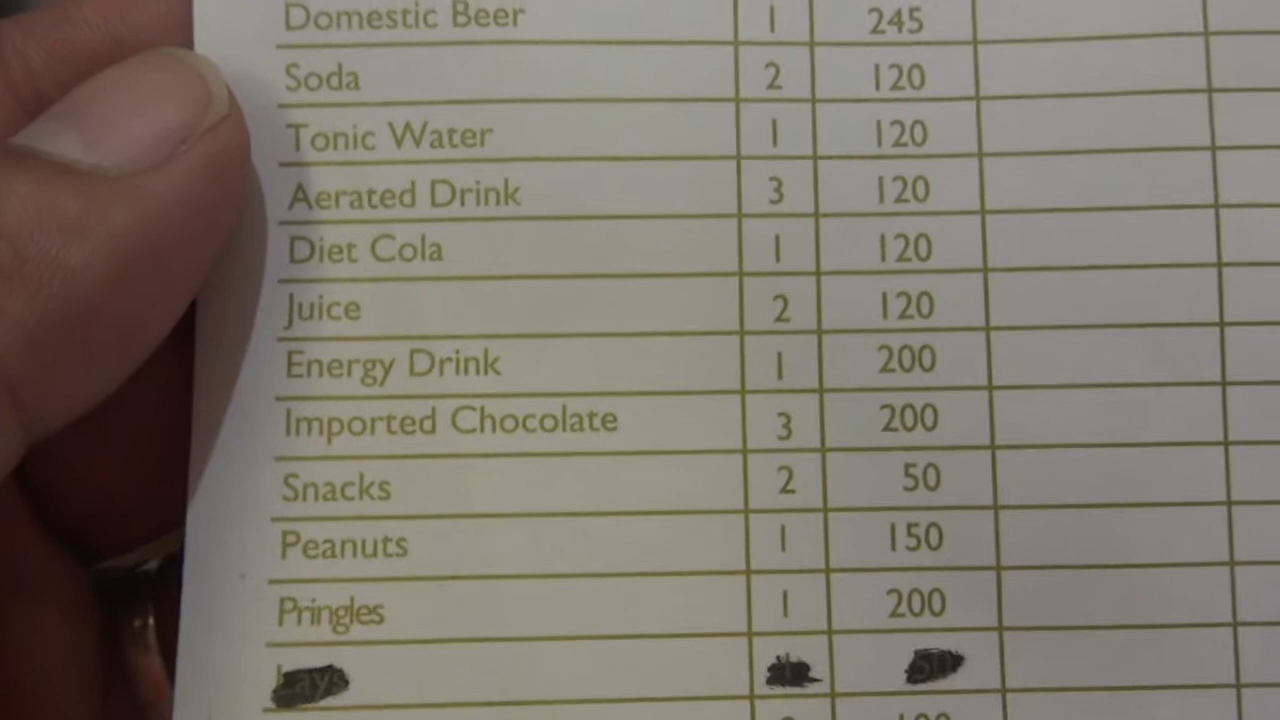 Domestic Beer 1 245
Soda 2 120
Tonic Water 1 120
Aerated Drink 3 120
Diet Cola 1 120
Juice 2 120
Energy Drink 1 200
Imported Chocolate 3 200
Snacks 2 50
Peanuts 1 150
Pringles 1 200
Lays